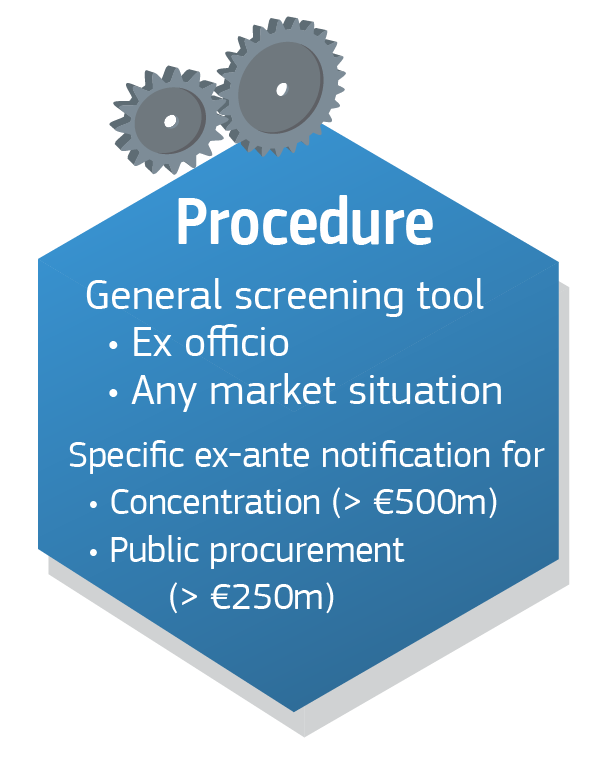 Procedure
General screening tool
• Ex officio
• Any market situation
Specific ex-ante notification for
• Concentration (> €500m)
• Public procurement
(> €250m)